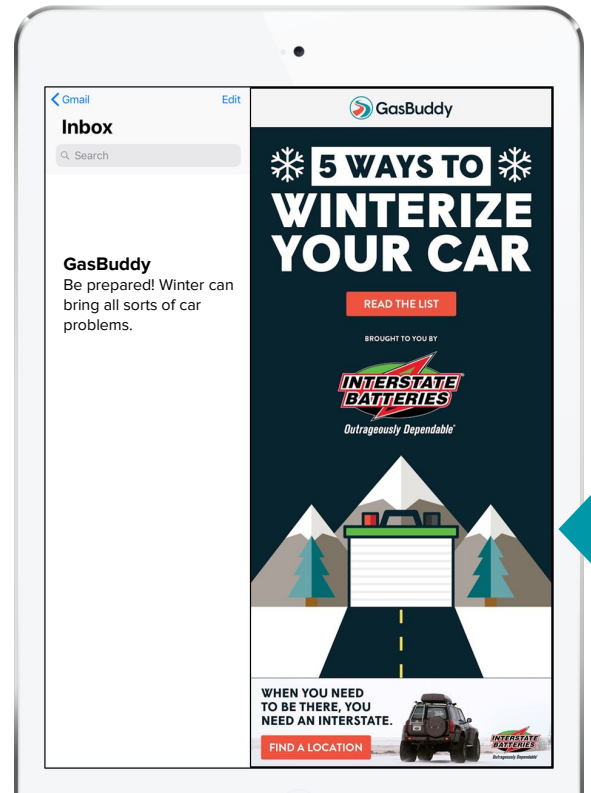 Gmail
Edit
Inbox
Search
GasBuddy
Be prepared! Winter can
bring all sorts of car
problems.
GasBuddy
5 WAYS TO
WINTERIZE
YOUR CAR
READ THE LIST
BROUGHT TO YOU BY
INTERSTATE
BATTERIES
Outrageously Dependable®
WHEN YOU NEED
TO BE THERE, YOU
NEED AN INTERSTATE.
FIND A LOCATION
INTERSTATE
BATTERIES
Outrageously Dependable®